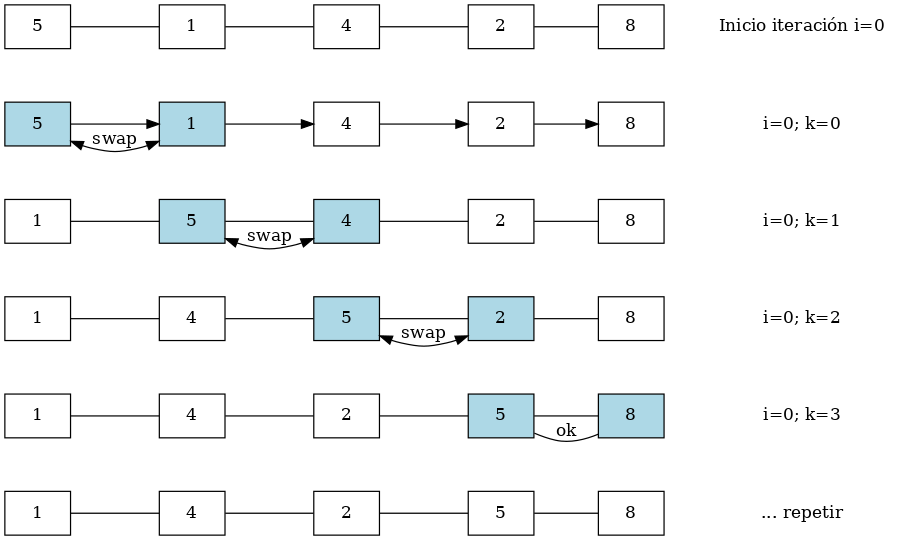 5 1 4 2 8 Inicio iteración i=0
5 1 4 2 8 i=0; k=0
swap
1 5 4 2 8 i=0; k=1
swap
1 4 5 2 8 i=0; k=2
swap
1 4 2 5 8 i=0; k=3
ok
1 4 2 5 8 ... repetir